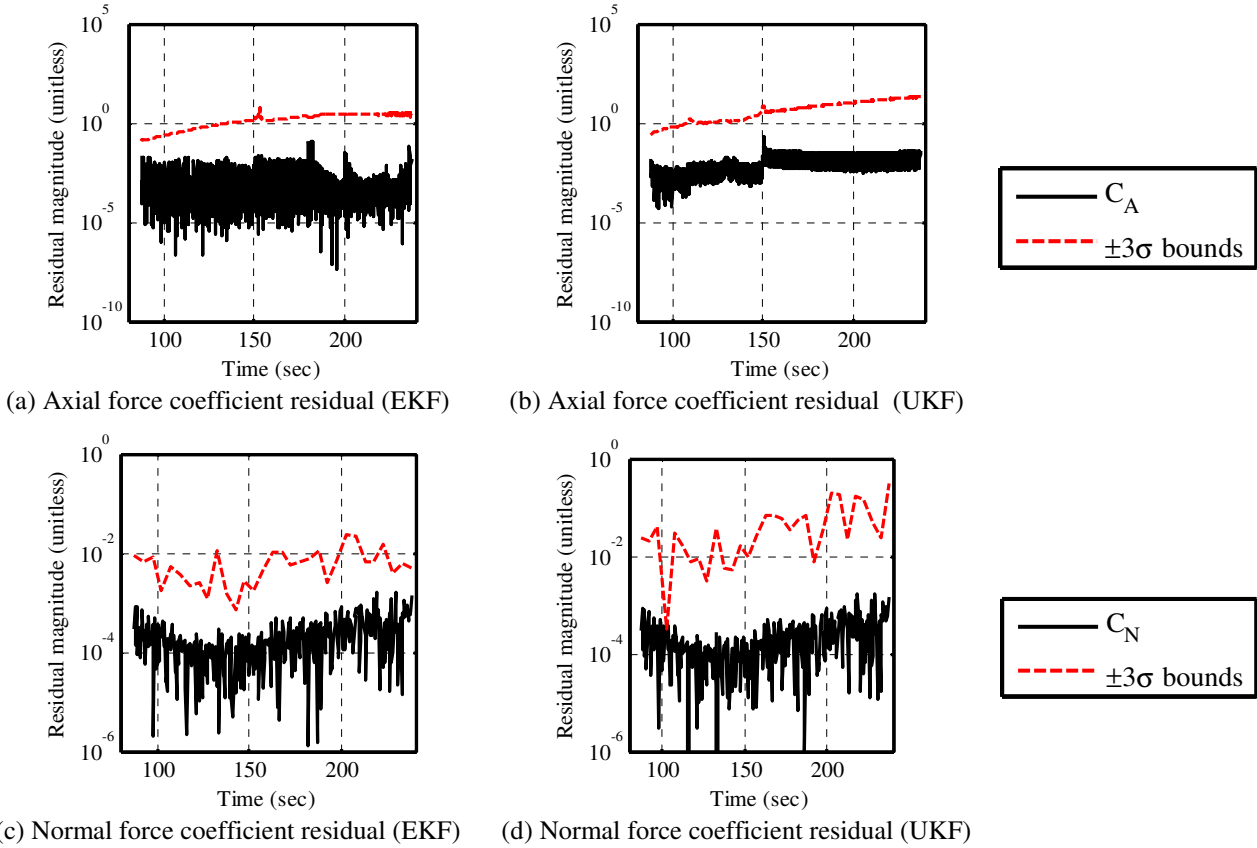 Residual magnitude (unitless)
10^5
10^0
10^-5
10^-10
100 150 200
Time (sec)
(a) Axial force coefficient residual (EKF)
Residual magnitude (unitless)
10^5
10^0
10^-5
10^-10
100 150 200
Time (sec)
(b) Axial force coefficient residual (UKF)
C_A
±3σ bounds
Residual magnitude (unitless)
10^0
10^-2
10^-4
10^-6
100 150 200
Time (sec)
(c) Normal force coefficient residual (EKF)
Residual magnitude (unitless)
10^0
10^-2
10^-4
10^-6
100 150 200
Time (sec)
(d) Normal force coefficient residual (UKF)
C_N
±3σ bounds